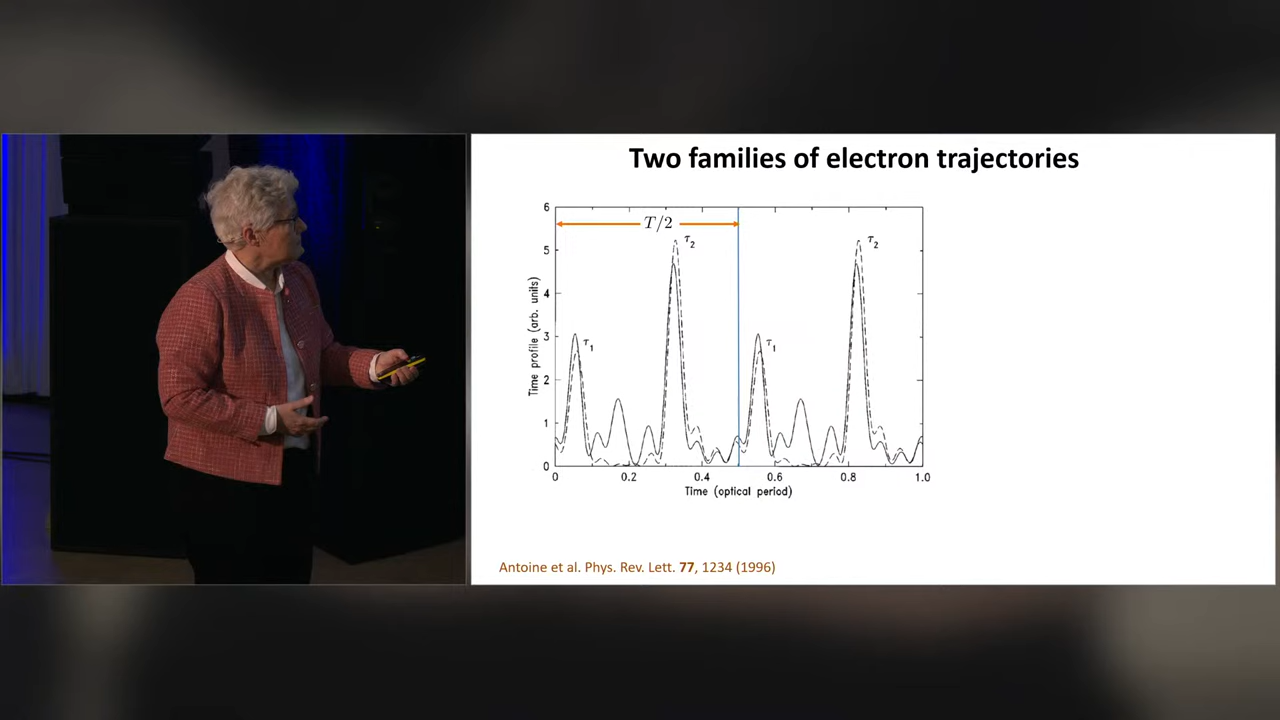 Two families of electron trajectories
6
5
4
3
2
1
0
T/2
τ2
τ2
τ1
τ1
Time profile (arb. units)
0 0.2 0.4 0.6 0.8 1.0
Time (optical period)
Antoine et al. Phys. Rev. Lett. 77, 1234 (1996)